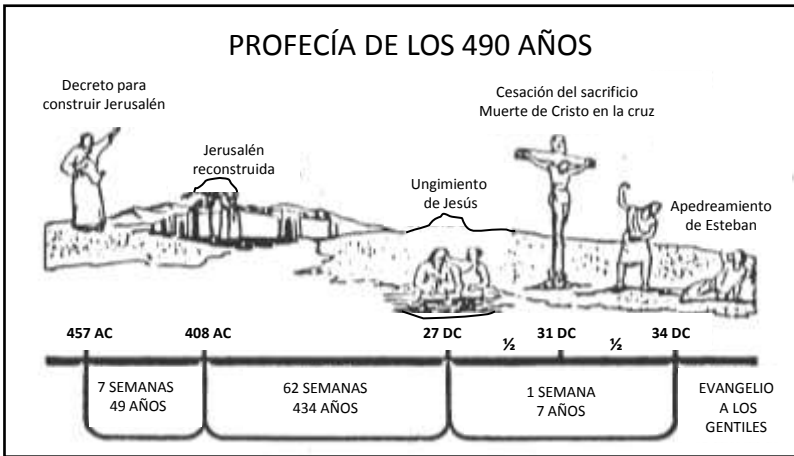 PROFECÍA DE LOS 490 AÑOS
Decreto para
construir Jerusalén
Jerusalén
reconstruida
Ungimiento
de Jesús
Cesación del sacrificio
Muerte de Cristo en la cruz
Apedreamiento
de Esteban
457 AC
408 AC
27 DC
½
31 DC
½
34 DC
7 SEMANAS
49 AÑOS
62 SEMANAS
434 AÑOS
1 SEMANA
7 AÑOS
EVANGELIO
A LOS
GENTILES